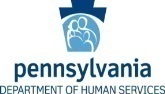 pennsylvania
DEPARTMENT OF HUMAN SERVICES